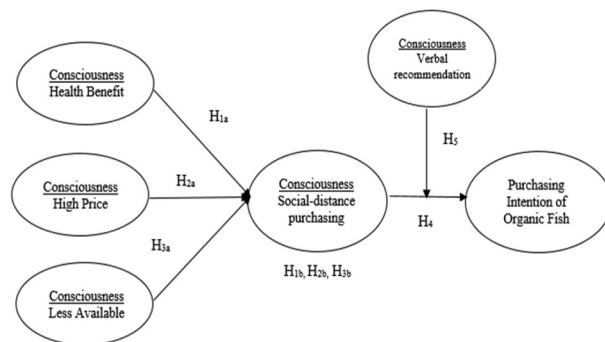 Consciousness
Health Benefit
H1a
Consciousness
High Price
H2a
H3a
Consciousness
Less Available
Consciousness
Social-distance
purchasing
H1b, H2b, H3b
Consciousness
Verbal
recommendation
H5
H4
Purchasing
Intention of
Organic Fish